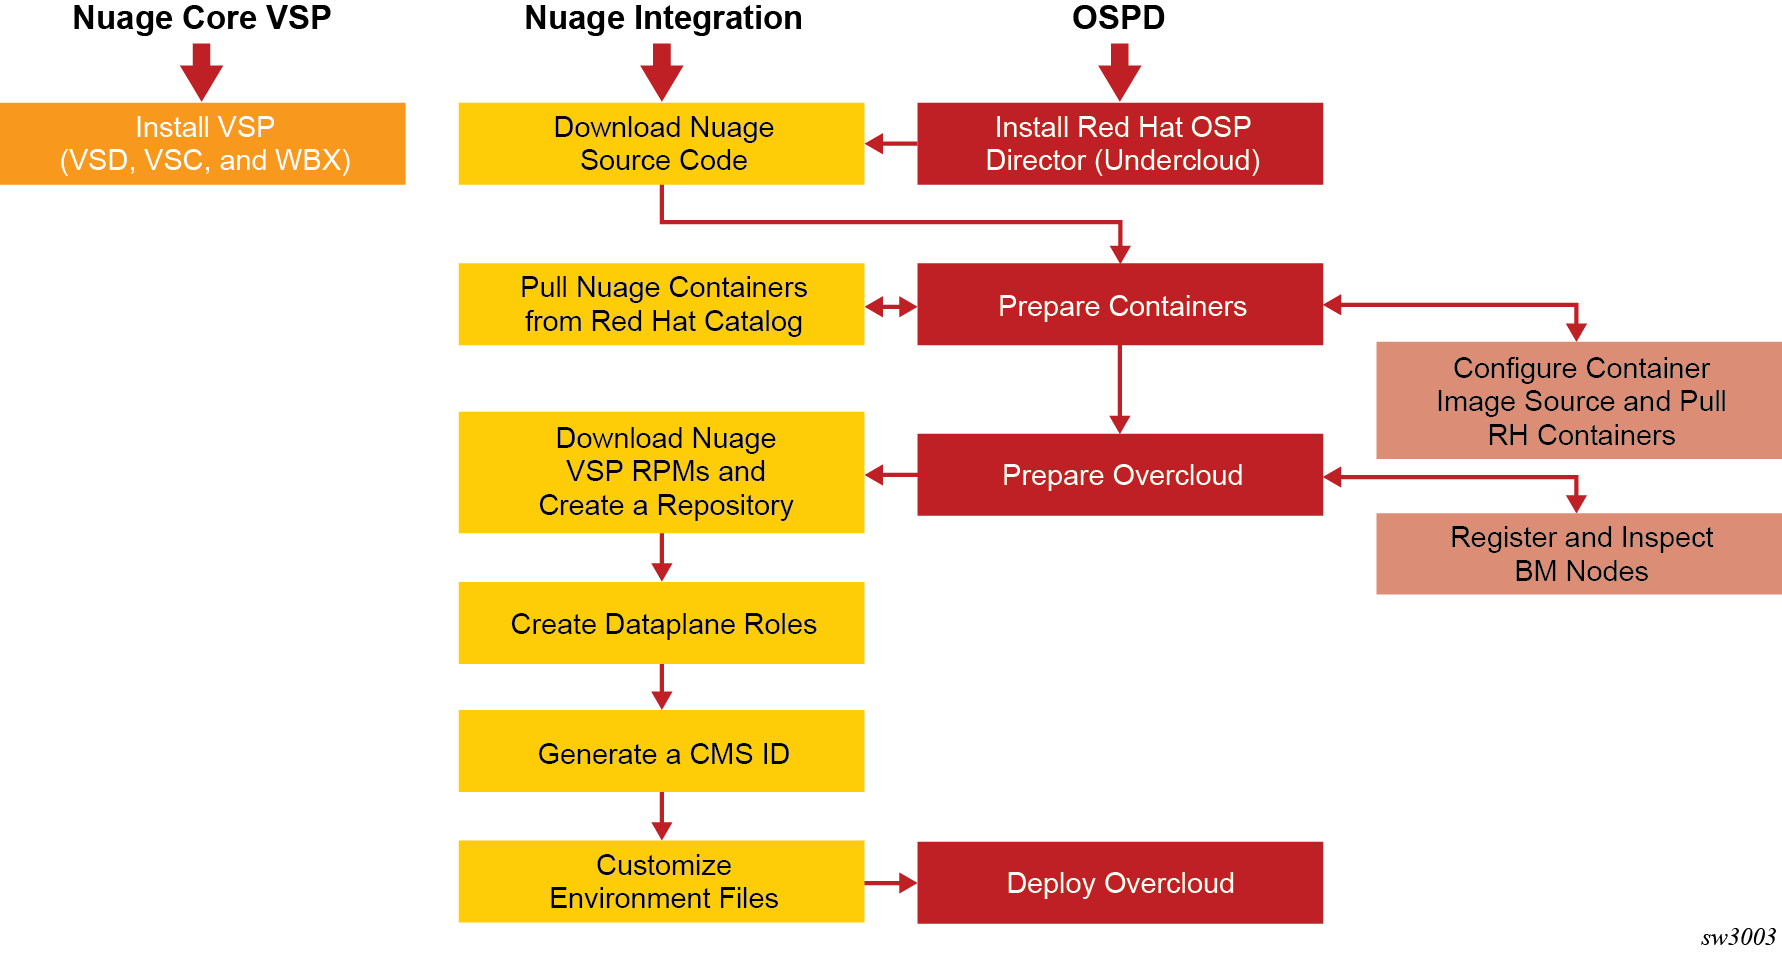 Nuage Core VSP
Nuage Integration
OSPD
Install VSP
(VSD, VSC, and WBX)
Download Nuage
Source Code
Install Red Hat OSP
Director (Undercloud)
Pull Nuage Containers
from Red Hat Catalog
Prepare Containers
Configure Container
Image Source and Pull
RH Containers
Download Nuage
VSP RPMs and
Create a Repository
Prepare Overcloud
Register and Inspect
BM Nodes
Create Dataplane Roles
Generate a CMS ID
Customize
Environment Files
Deploy Overcloud
sw3003